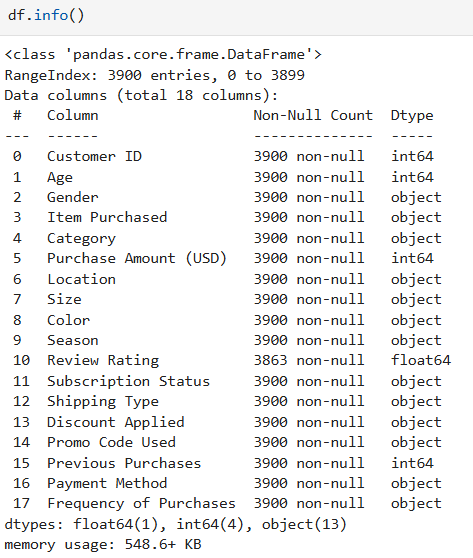 df.info()
<class 'pandas.core.frame.DataFrame'>
RangeIndex: 3900 entries, 0 to 3899
Data columns (total 18 columns):
 #   Column                  Non-Null Count  Dtype
---  ------                  --------------  -----
 0   Customer ID             3900 non-null   int64
 1   Age                     3900 non-null   int64
 2   Gender                  3900 non-null   object
 3   Item Purchased          3900 non-null   object
 4   Category                3900 non-null   object
 5   Purchase Amount (USD)   3900 non-null   int64
 6   Location                3900 non-null   object
 7   Size                    3900 non-null   object
 8   Color                   3900 non-null   object
 9   Season                  3900 non-null   object
 10  Review Rating           3863 non-null   float64
 11  Subscription Status     3900 non-null   object
 12  Shipping Type           3900 non-null   object
 13  Discount Applied        3900 non-null   object
 14  Promo Code Used         3900 non-null   object
 15  Previous Purchases      3900 non-null   int64
 16  Payment Method          3900 non-null   object
 17  Frequency of Purchases  3900 non-null   object
dtypes: float64(1), int64(4), object(13)
memory usage: 548.6+ KB